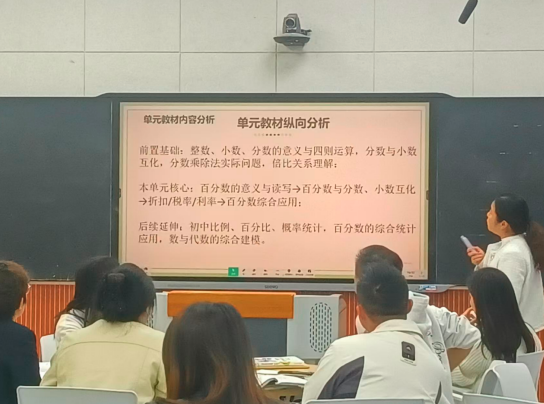 单元教材内容分析
单元教材纵向分析
前置基础：整数、小数、分数的意义与四则运算，分数与小数
互化，分数乘除法实际问题，倍比关系理解；
本单元核心：百分数的意义与读写→百分数与分数、小数互化
→折扣/税率/利率→百分数综合应用；
后续延伸：初中比例、百分比、概率统计，百分数的综合统计
应用，数与代数的综合建模。